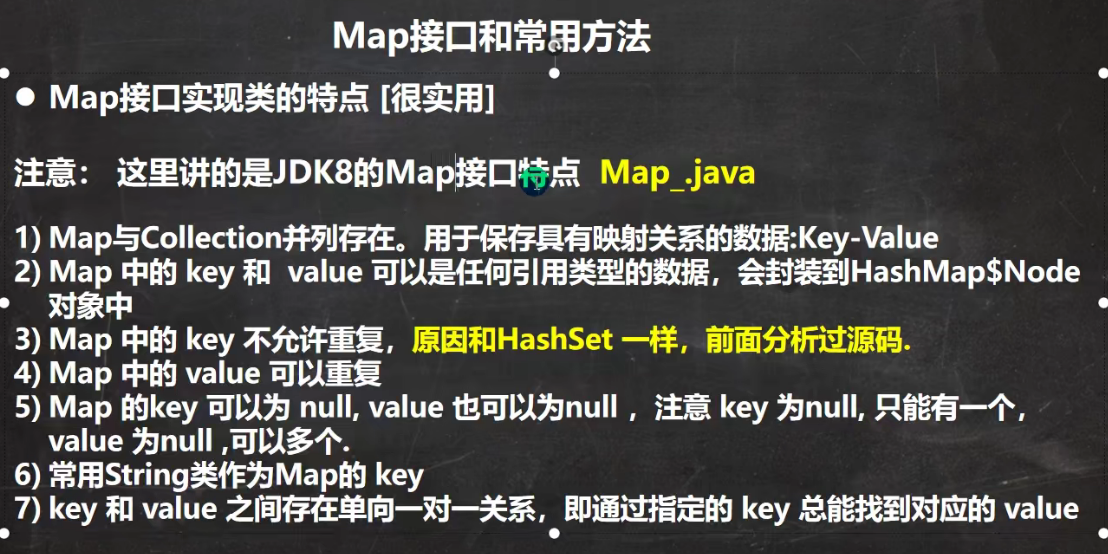 Map接口和常用方法
● Map接口实现类的特点 [很实用]
注意： 这里讲的是JDK8的Map接口特点 Map_.java
1) Map与Collection并列存在。用于保存具有映射关系的数据:Key-Value
2) Map 中的 key 和 value 可以是任何引用类型的数据，会封装到HashMap$Node
对象中
3) Map 中的 key 不允许重复，原因和HashSet 一样，前面分析过源码.
4) Map 中的 value 可以重复
5) Map 的key 可以为 null, value 也可以为null ，注意 key 为null, 只能有一个，
value 为null ,可以多个.
6) 常用String类作为Map的 key
7) key 和 value 之间存在单向一对一关系，即通过指定的 key 总能找到对应的 value